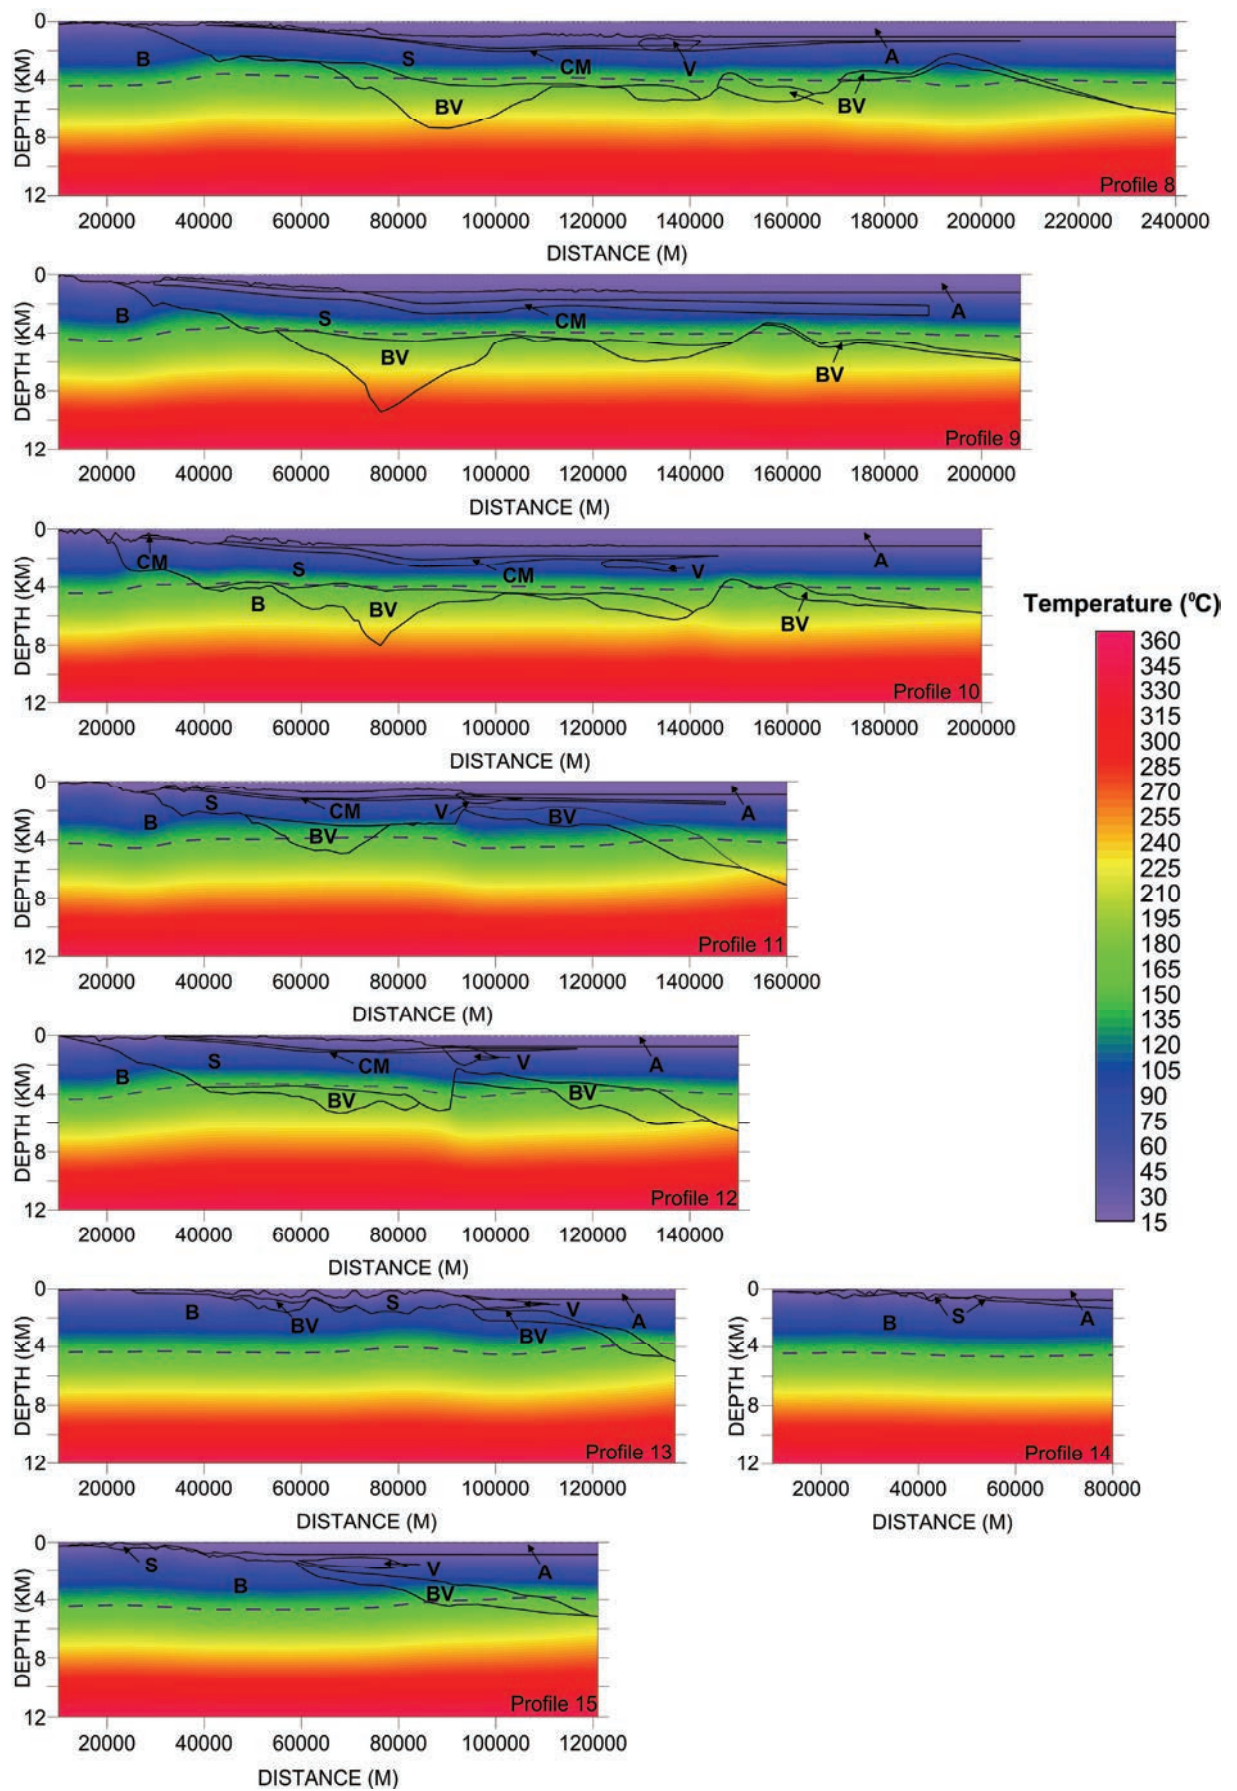 0
4
8
12
DEPTH (KM)
B
S
CM
V
A
BV
BV
Profile 8
20000 40000 60000 80000 100000 120000 140000 160000 180000 200000 220000 240000
DISTANCE (M)
0
4
8
12
DEPTH (KM)
B
S
CM
A
BV
BV
Profile 9
20000 40000 60000 80000 100000 120000 140000 160000 180000 200000
DISTANCE (M)
0
4
8
12
DEPTH (KM)
CM
S
CM
V
A
B
BV
BV
Profile 10
20000 40000 60000 80000 100000 120000 140000 160000 180000 200000
DISTANCE (M)
Temperature (⁰C)
360
345
330
315
300
285
270
255
240
225
210
195
180
165
150
135
120
105
90
75
60
45
30
15
0
4
8
12
DEPTH (KM)
B
S
CM
V
BV
A
BV
Profile 11
20000 40000 60000 80000 100000 120000 140000 160000
DISTANCE (M)
0
4
8
12
DEPTH (KM)
B
S
CM
V
A
BV
BV
Profile 12
20000 40000 60000 80000 100000 120000 140000
DISTANCE (M)
0
4
8
12
DEPTH (KM)
B
BV
S
V
BV
A
Profile 13
20000 40000 60000 80000 100000 120000
DISTANCE (M)
0
4
8
12
DEPTH (KM)
B
S
A
Profile 14
20000 40000 60000 80000
DISTANCE (M)
0
4
8
12
DEPTH (KM)
S
B
V
BV
A
Profile 15
20000 40000 60000 80000 100000 120000
DISTANCE (M)